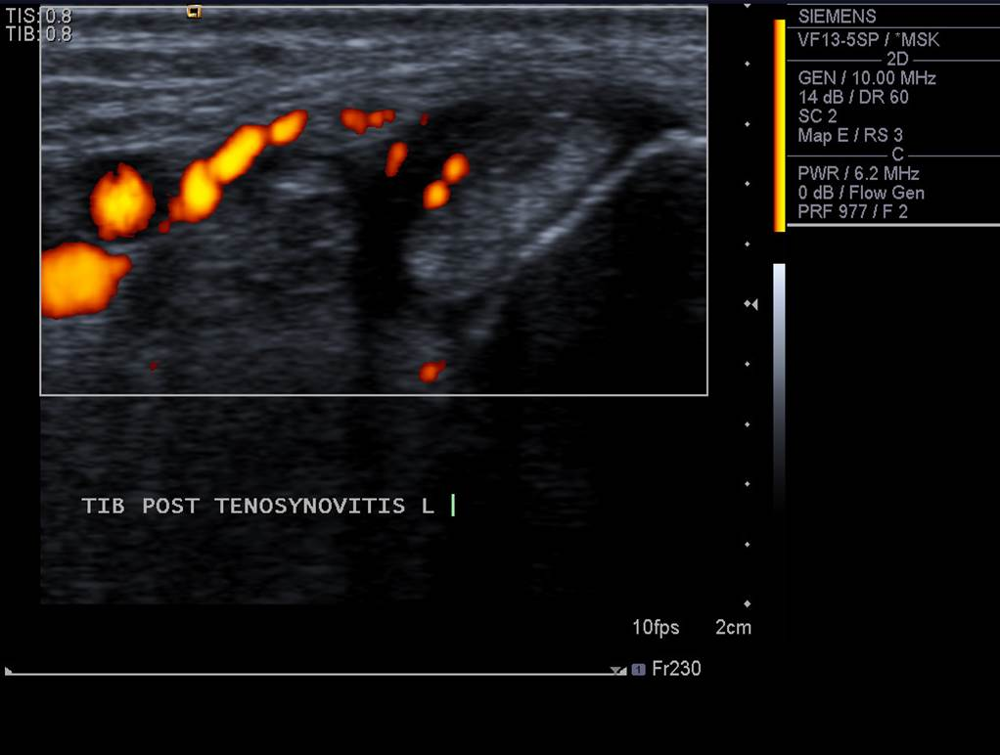 TIS:0.8
TIB:0.8
SIEMENS
VF13-5SP / *MSK
2D
GEN / 10.00 MHz
14 dB / DR 60
SC 2
Map E / RS 3
C
PWR / 6.2 MHz
0 dB / Flow Gen
PRF 977 / F 2
TIB POST TENOSYNOVITIS L
10fps 2cm
1 Fr230